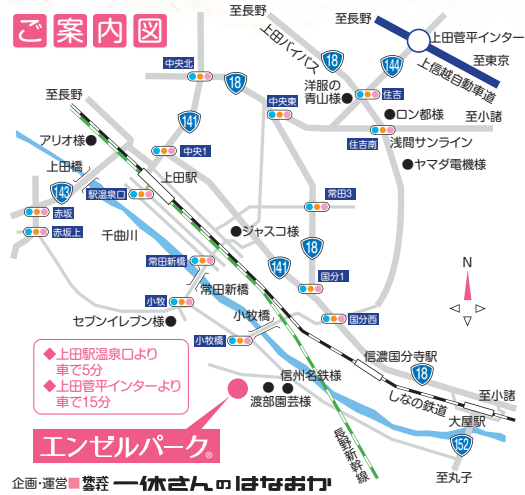 ご案内図
至長野
至長野
上田菅平インター
上田バイパス
18
144
至東京
上信越自動車道
中央北
18
洋服の
青山様
住吉
至長野
141
中央東
ロン都様
至小諸
住吉南
浅間サンライン
アリオ様
中央1
ヤマダ電機様
上田橋
上田駅
143
駅温泉口
常田3
赤坂
赤坂上
千曲川
ジャスコ様
18
N
常田新橋
141
国分1
小牧
常田新橋
小牧橋
国分西
セブンイレブン様
小牧橋
信濃国分寺駅
◆上田駅温泉口より
車で5分
◆上田菅平インターより
車で15分
信州名鉄様
渡部園芸様
18
しなの鉄道
至小諸
大屋駅
エンゼルパーク®
長野新幹線
152
至丸子
企画・運営 株式会社 一休さんのはなおか